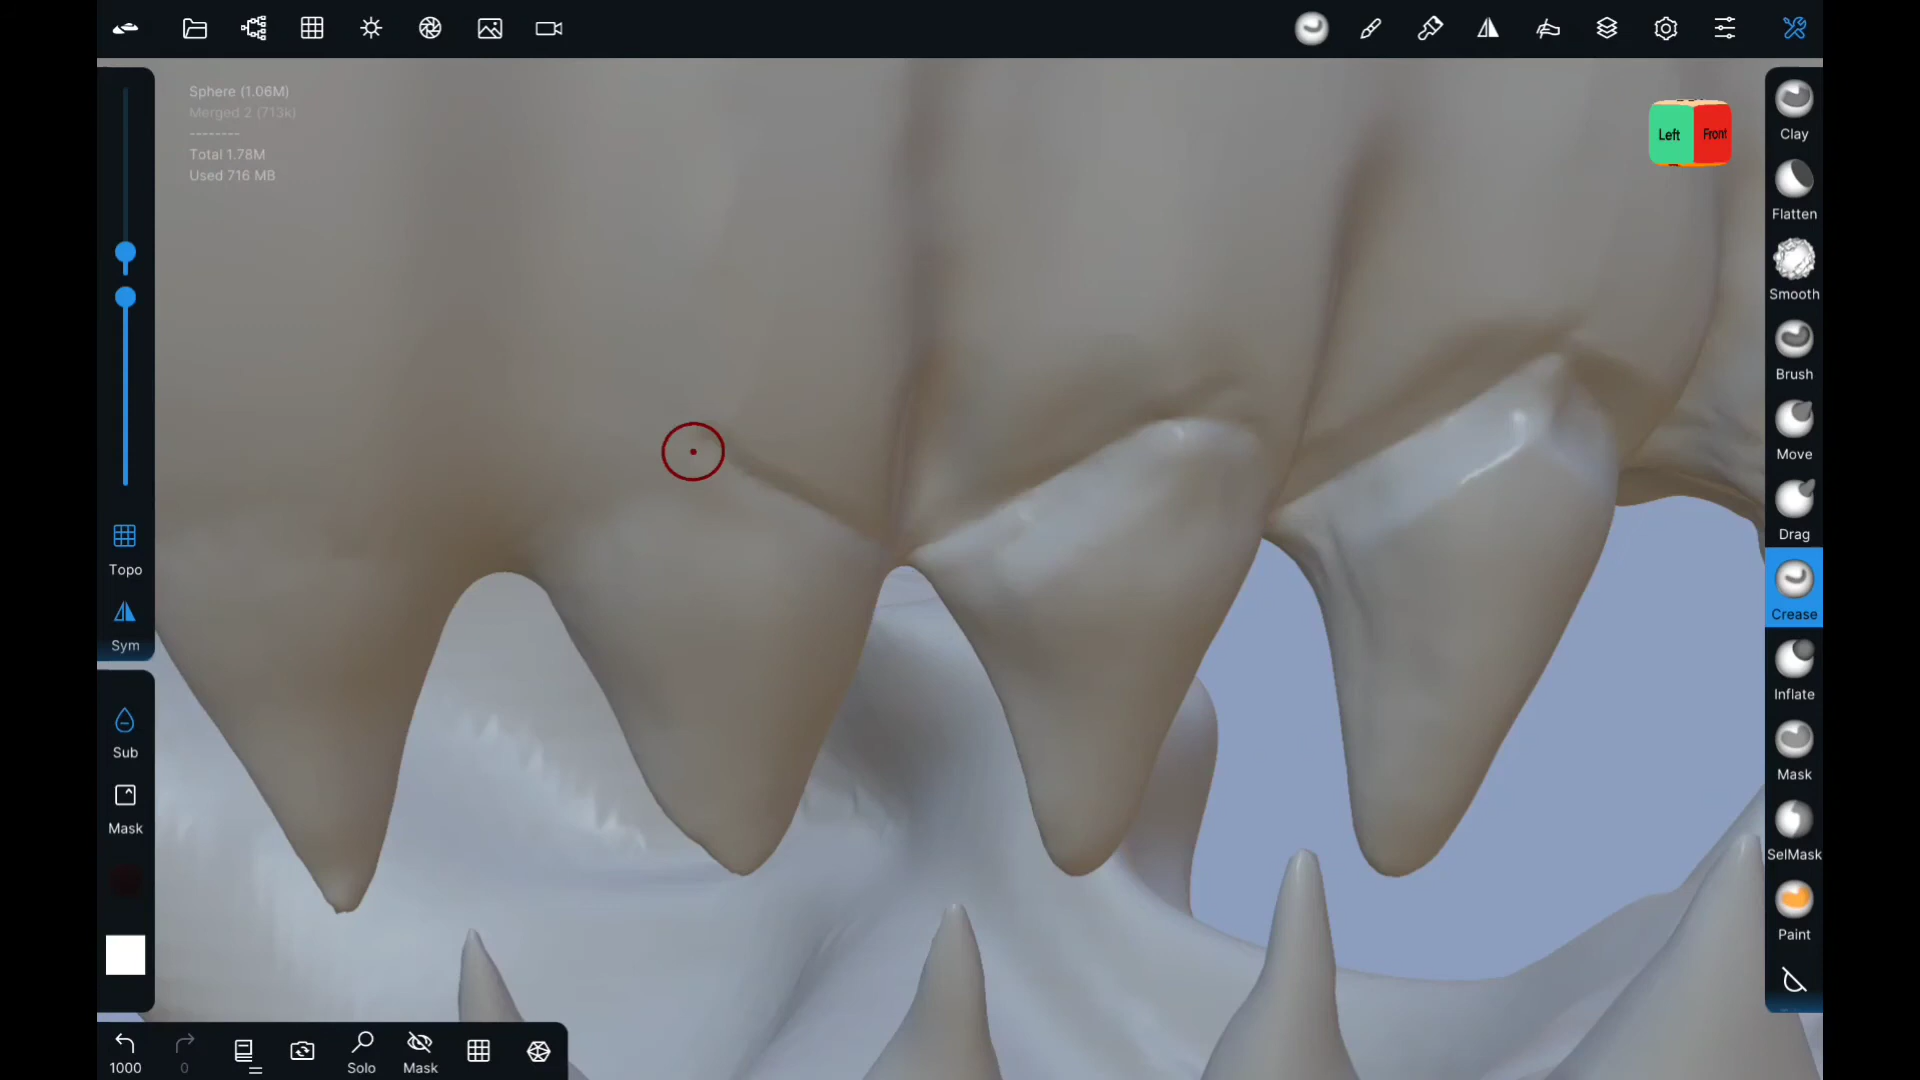 Sphere (1.06M)
Merged 2 (713k)
--------
Total 1.78M
Used 716 MB
Left
Front
Clay
Flatten
Smooth
Brush
Move
Drag
Crease
Inflate
Mask
SelMask
Paint
Topo
Sym
Sub
Mask
1000
0
Solo
Mask